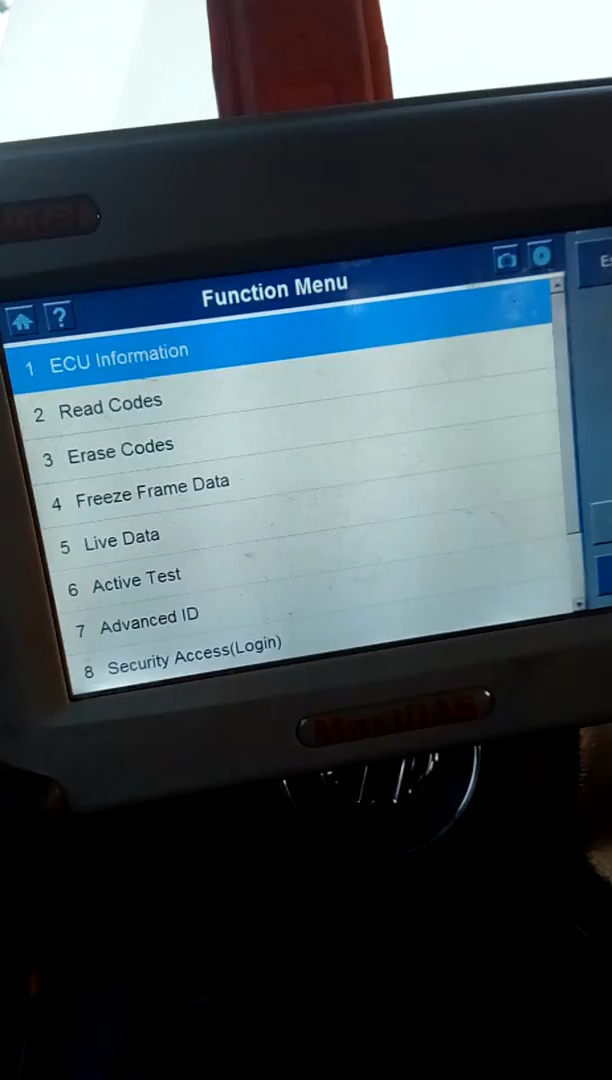 Function Menu
1 ECU Information
2 Read Codes
3 Erase Codes
4 Freeze Frame Data
5 Live Data
6 Active Test
7 Advanced ID
8 Security Access(Login)
MaxiDAS